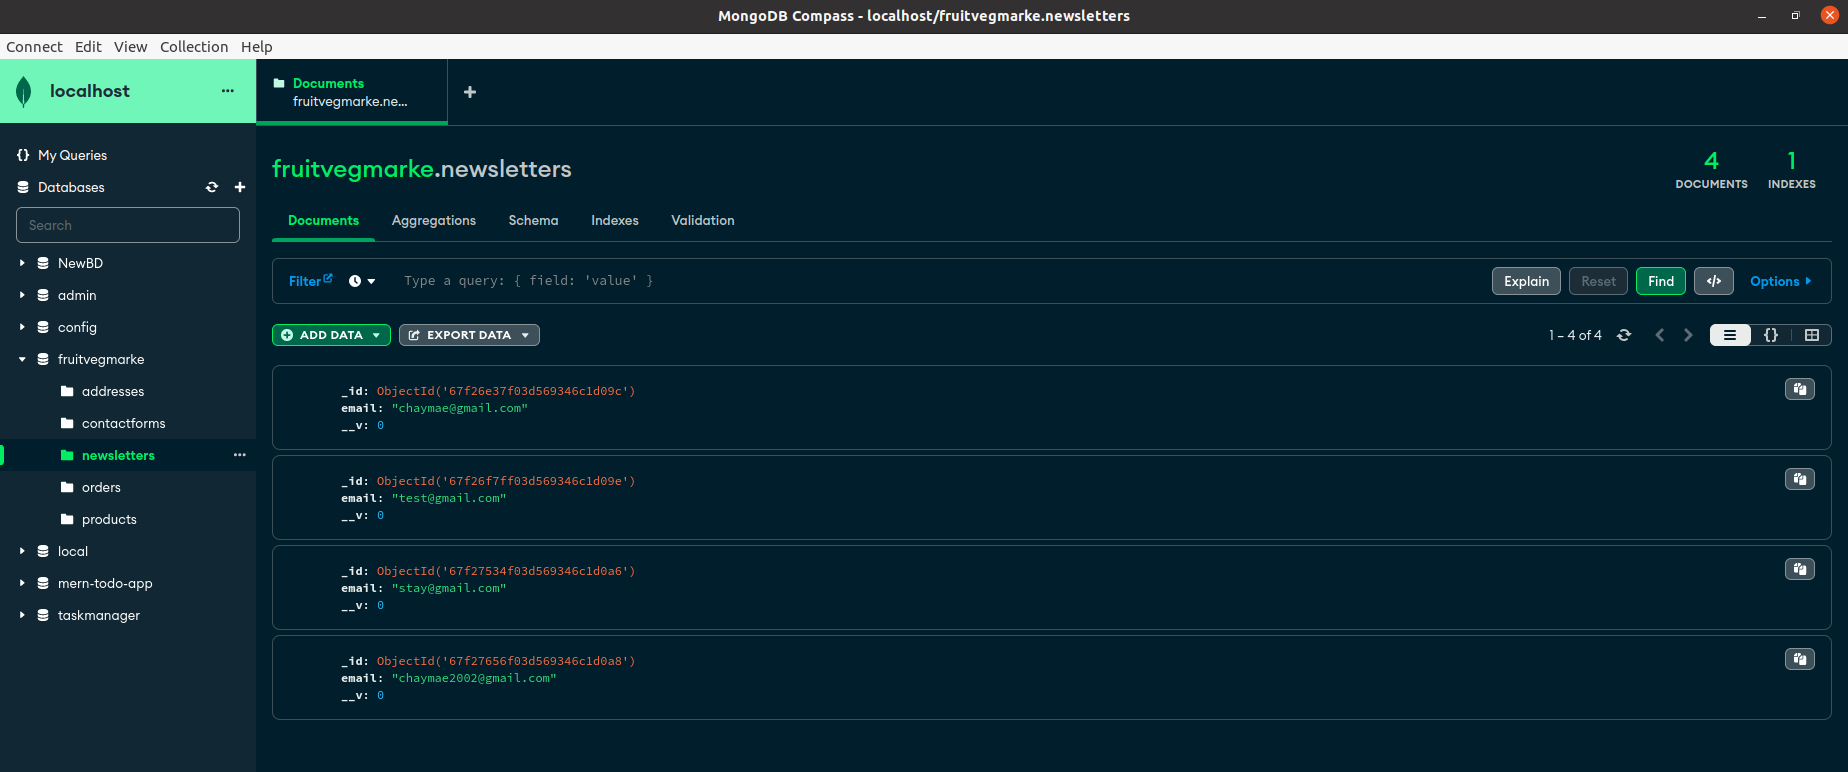 MongoDB Compass - localhost/fruitvegmarke.newsletters
Connect Edit View Collection Help
localhost
Documents
fruitvegmarke.ne...
{} My Queries
Databases
Search
NewBD
admin
config
fruitvegmarke
addresses
contactforms
newsletters
orders
products
local
mern-todo-app
taskmanager
fruitvegmarke.newsletters
4
DOCUMENTS
1
INDEXES
Documents Aggregations Schema Indexes Validation
Filter Type a query: { field: 'value' } Explain Reset Find </> Options
ADD DATA EXPORT DATA 1 – 4 of 4 {}
_id: ObjectId('67f26e37f03d569346c1d09c')
email: "chaymae@gmail.com"
__v: 0
_id: ObjectId('67f26f7ff03d569346c1d09e')
email: "test@gmail.com"
__v: 0
_id: ObjectId('67f27534f03d569346c1d0a6')
email: "stay@gmail.com"
__v: 0
_id: ObjectId('67f27656f03d569346c1d0a8')
email: "chaymae2002@gmail.com"
__v: 0